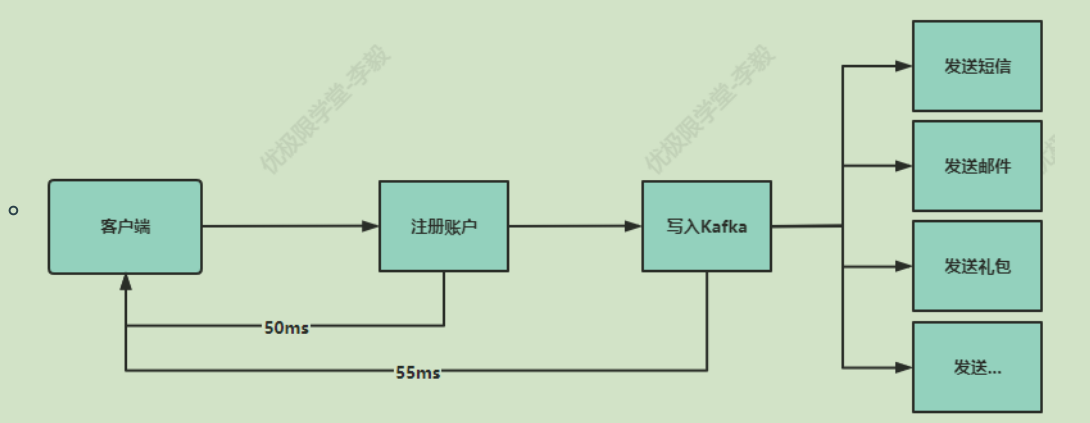 优极限学堂-李毅
优极限学堂-李毅
优
客户端
注册账户
写入Kafka
发送短信
发送邮件
发送礼包
发送...
50ms
55ms